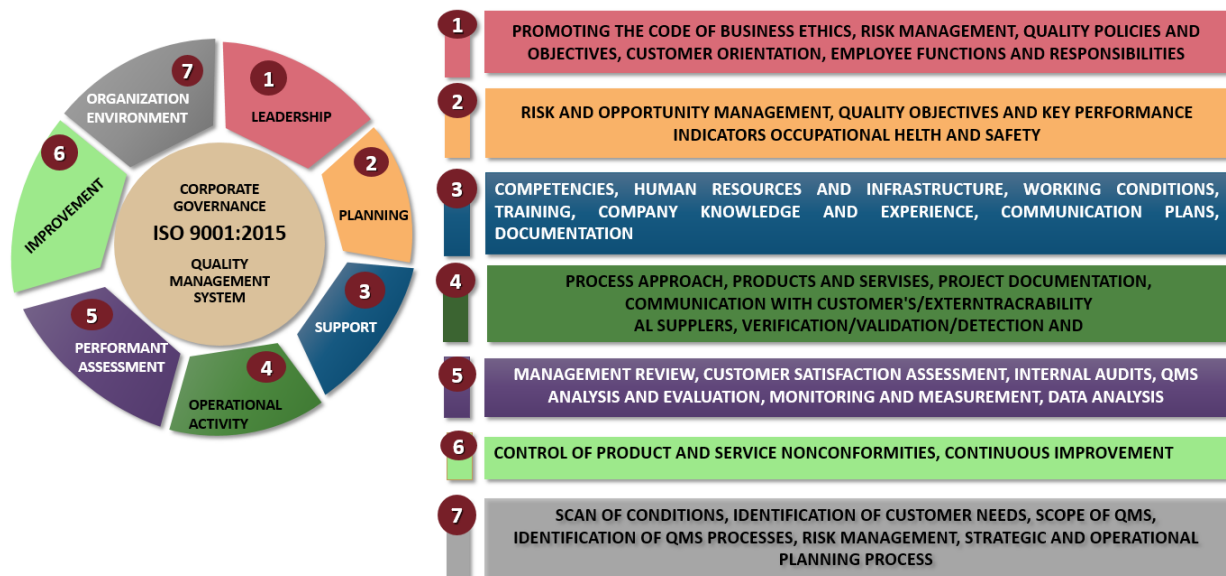 7
ORGANIZATION
ENVIRONMENT
1
LEADERSHIP
2
PLANNING
3
SUPPORT
4
OPERATIONAL
ACTIVITY
5
PERFORMANT
ASSESSMENT
6
IMPROVEMENT
CORPORATE
GOVERNANCE
ISO 9001:2015
QUALITY
MANAGEMENT
SYSTEM
1
PROMOTING THE CODE OF BUSINESS ETHICS, RISK MANAGEMENT, QUALITY POLICIES AND
OBJECTIVES, CUSTOMER ORIENTATION, EMPLOYEE FUNCTIONS AND RESPONSIBILITIES
2
RISK AND OPPORTUNITY MANAGEMENT, QUALITY OBJECTIVES AND KEY PERFORMANCE
INDICATORS OCCUPATIONAL HELTH AND SAFETY
3
COMPETENCIES, HUMAN RESOURCES AND INFRASTRUCTURE, WORKING CONDITIONS,
TRAINING, COMPANY KNOWLEDGE AND EXPERIENCE, COMMUNICATION PLANS,
DOCUMENTATION
4
PROCESS APPROACH, PRODUCTS AND SERVISES, PROJECT DOCUMENTATION,
COMMUNICATION WITH CUSTOMER'S/EXTERNTRACRABILITY
AL SUPPLERS, VERIFICATION/VALIDATION/DETECTION AND
5
MANAGEMENT REVIEW, CUSTOMER SATISFACTION ASSESSMENT, INTERNAL AUDITS, QMS
ANALYSIS AND EVALUATION, MONITORING AND MEASUREMENT, DATA ANALYSIS
6
CONTROL OF PRODUCT AND SERVICE NONCONFORMITIES, CONTINUOUS IMPROVEMENT
7
SCAN OF CONDITIONS, IDENTIFICATION OF CUSTOMER NEEDS, SCOPE OF QMS,
IDENTIFICATION OF QMS PROCESSES, RISK MANAGEMENT, STRATEGIC AND OPERATIONAL
PLANNING PROCESS